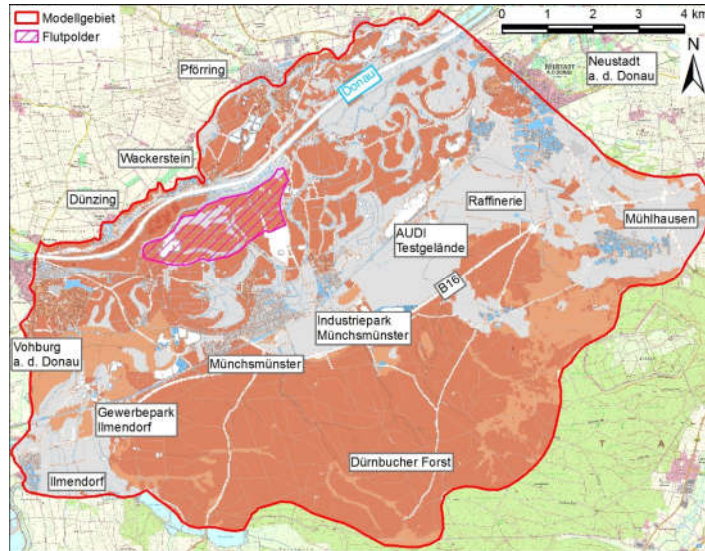 Modellgebiet
Flutpolder
0 1 2 3 4 km
N
Pförring
Donau
NEUSTADT
Neustadt
a. d. Donau
Wackerstein
Dünzing
Raffinerie
Mühlhausen
AUDI
Testgelände
B16
Industriepark
Münchsmünster
Vohburg
a. d. Donau
Münchsmünster
Gewerbepark
Ilmendorf
Dürnbucher Forst
Ilmendorf
T A